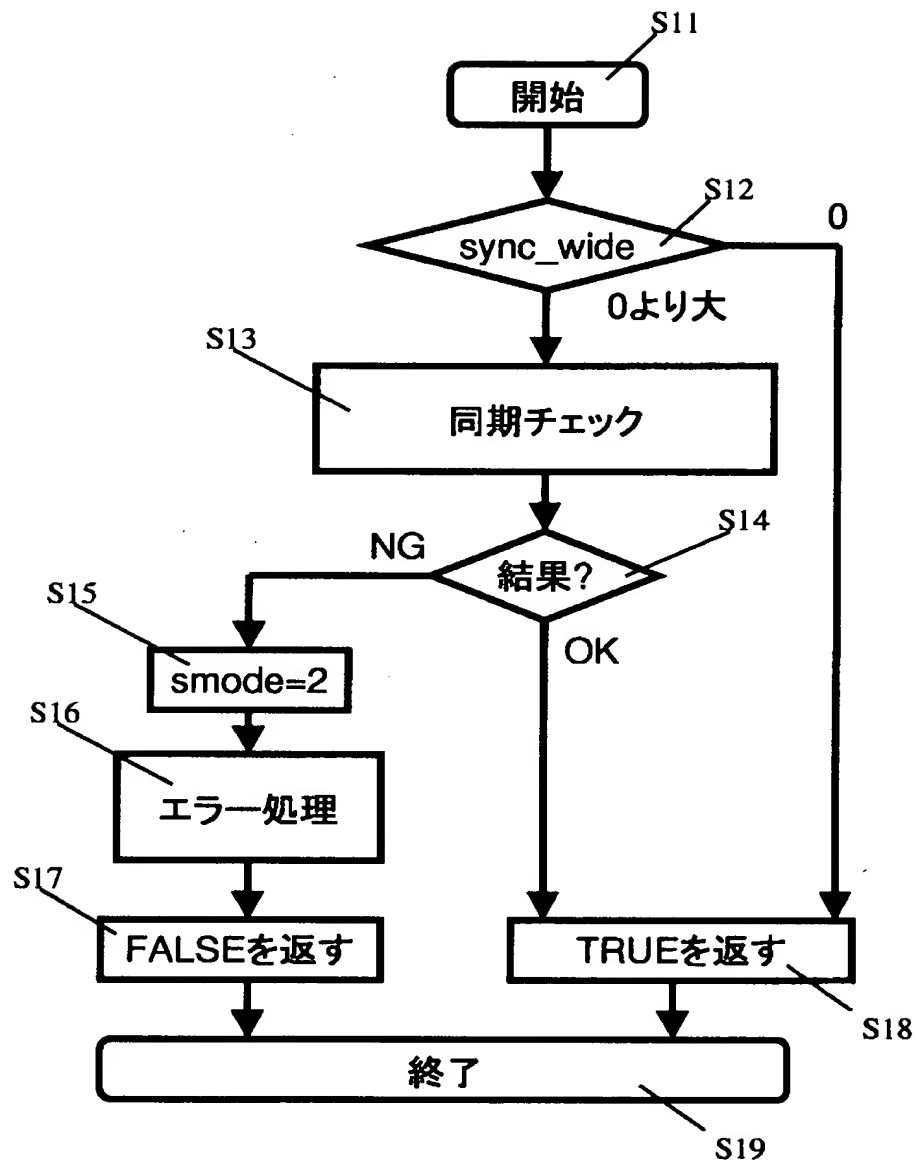 S11
開始
S12
0
sync_wide
0より大
S13
同期チェック
S14
NG
結果?
S15
OK
smode=2
S16
エラー処理
S17
FALSEを返す
TRUEを返す
S18
終了
S19